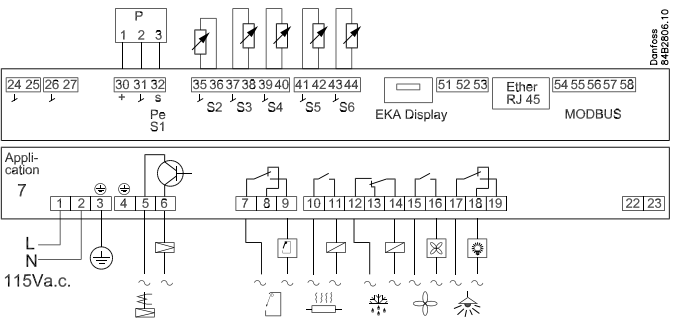 P
1 2 3
Danfoss
84B2806.10
24 25 26 27 30 31 32 35 36 37 38 39 40 41 42 43 44 51 52 53 54 55 56 57 58
+ s S2 S3 S4 S5 S6
Pe
S1
EKA Display
Ether
RJ 45
MODBUS
Appli-
cation
7
1 2 3 4 5 6 7 8 9 10 11 12 13 14 15 16 17 18 19 22 23
L
N
115Va.c.